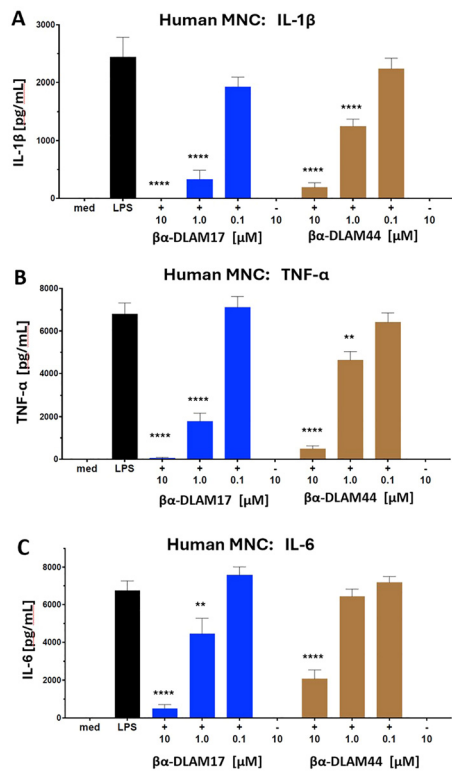 A
Human MNC: IL-1β
IL-1β [pg/mL]
3000
2000
1000
0
**** **** **** ****
med LPS + + + - + + + -
10 1.0 0.1 10 10 1.0 0.1 10
βα-DLAM17 [μM] βα-DLAM44 [μM]
B
Human MNC: TNF-α
TNF-α [pg/mL]
8000
6000
4000
2000
0
**** **** **** **
med LPS + + + - + + + -
10 1.0 0.1 10 10 1.0 0.1 10
βα-DLAM17 [μM] βα-DLAM44 [μM]
C
Human MNC: IL-6
IL-6 [pg/mL]
8000
6000
4000
2000
0
**** ** ****
med LPS + + + - + + + -
10 1.0 0.1 10 10 1.0 0.1 10
βα-DLAM17 [μM] βα-DLAM44 [μM]